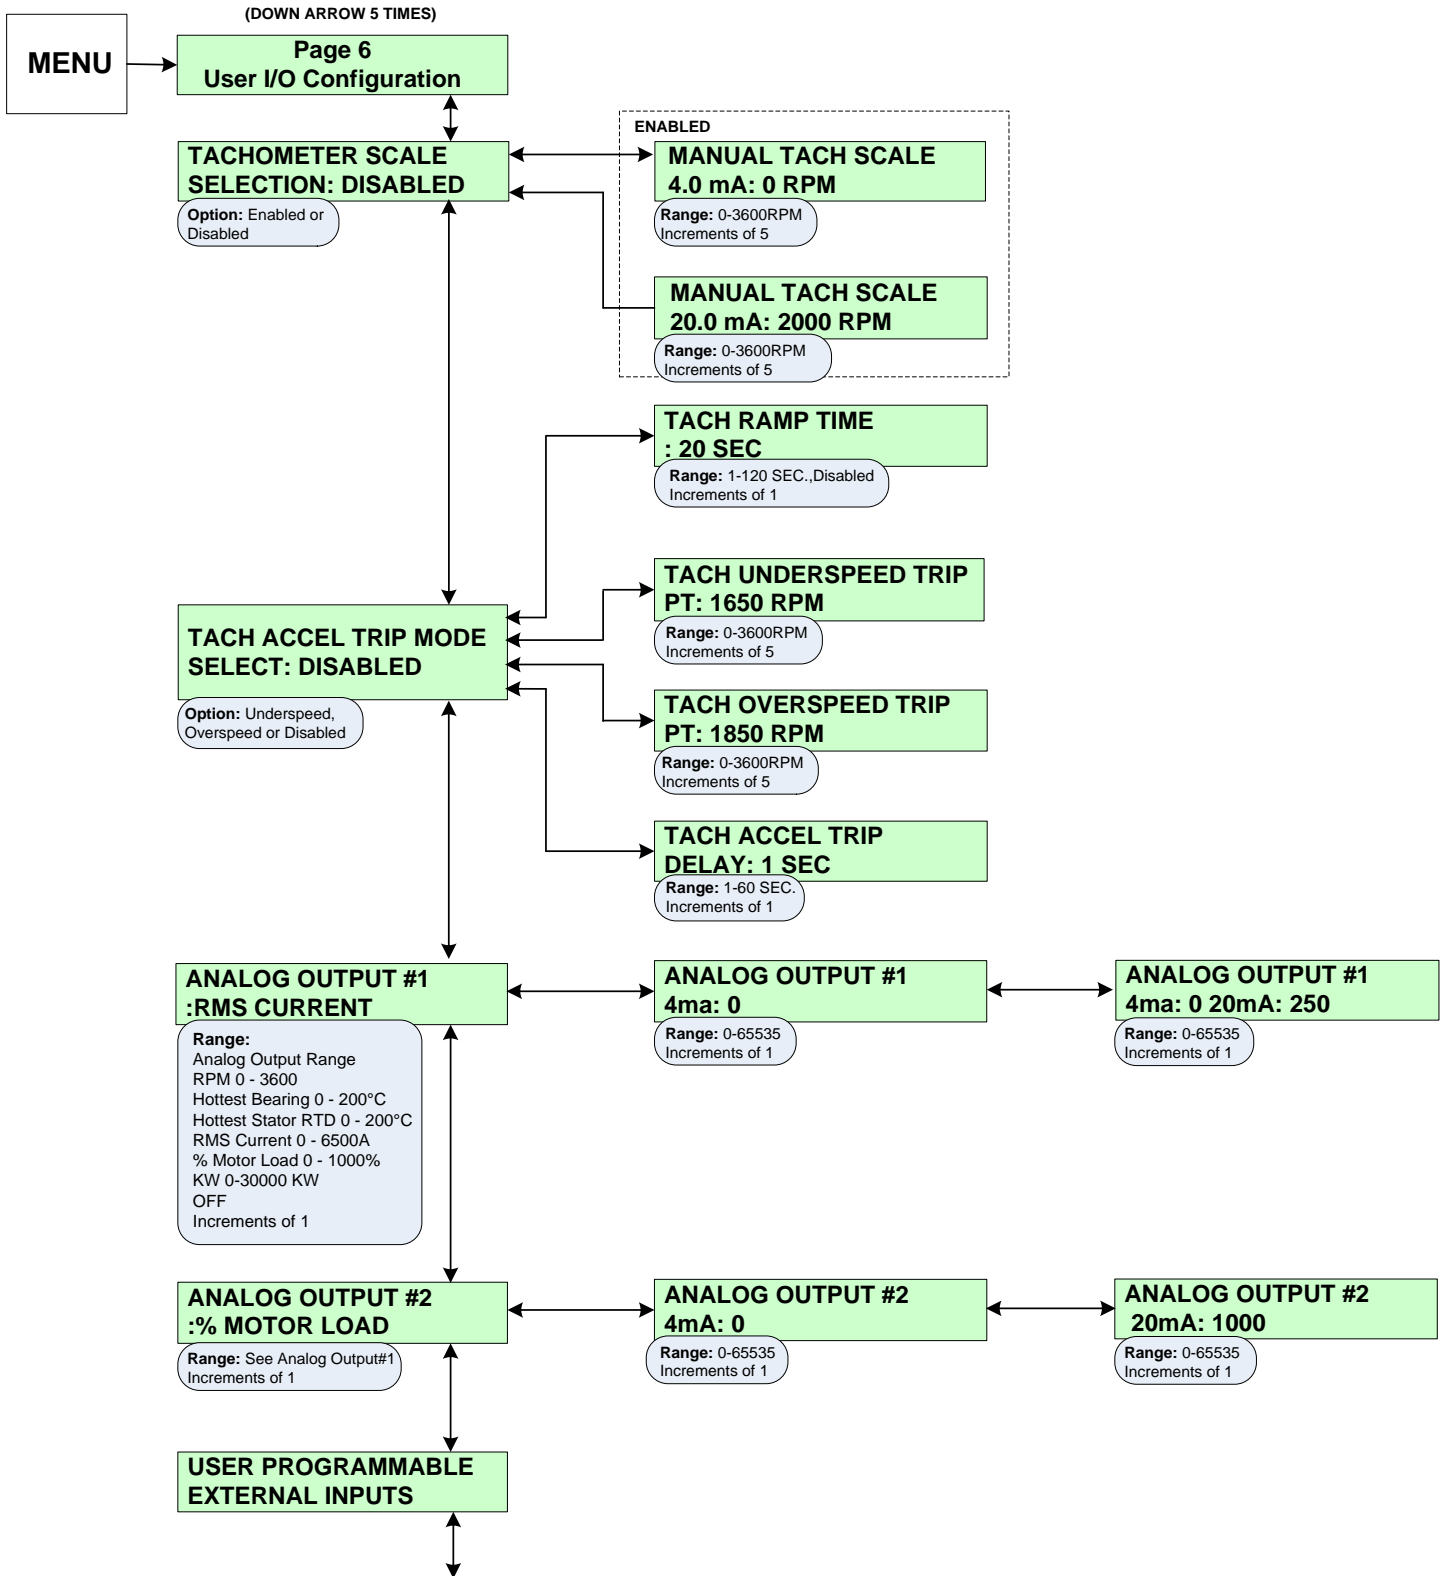 (DOWN ARROW 5 TIMES)
MENU
Page 6
User I/O Configuration
TACHOMETER SCALE
SELECTION: DISABLED
Option: Enabled or
Disabled
ENABLED
MANUAL TACH SCALE
4.0 mA: 0 RPM
Range: 0-3600RPM
Increments of 5
MANUAL TACH SCALE
20.0 mA: 2000 RPM
Range: 0-3600RPM
Increments of 5
TACH RAMP TIME
: 20 SEC
Range: 1-120 SEC.,Disabled
Increments of 1
TACH ACCEL TRIP MODE
SELECT: DISABLED
Option: Underspeed,
Overspeed or Disabled
TACH UNDERSPEED TRIP
PT: 1650 RPM
Range: 0-3600RPM
Increments of 5
TACH OVERSPEED TRIP
PT: 1850 RPM
Range: 0-3600RPM
Increments of 5
TACH ACCEL TRIP
DELAY: 1 SEC
Range: 1-60 SEC.
Increments of 1
ANALOG OUTPUT #1
:RMS CURRENT
Range:
Analog Output Range
RPM 0 - 3600
Hottest Bearing 0 - 200°C
Hottest Stator RTD 0 - 200°C
RMS Current 0 - 6500A
% Motor Load 0 - 1000%
KW 0-30000 KW
OFF
Increments of 1
ANALOG OUTPUT #1
4ma: 0
Range: 0-65535
Increments of 1
ANALOG OUTPUT #1
4ma: 0 20mA: 250
Range: 0-65535
Increments of 1
ANALOG OUTPUT #2
:% MOTOR LOAD
Range: See Analog Output#1
Increments of 1
ANALOG OUTPUT #2
4mA: 0
Range: 0-65535
Increments of 1
ANALOG OUTPUT #2
20mA: 1000
Range: 0-65535
Increments of 1
USER PROGRAMMABLE
EXTERNAL INPUTS